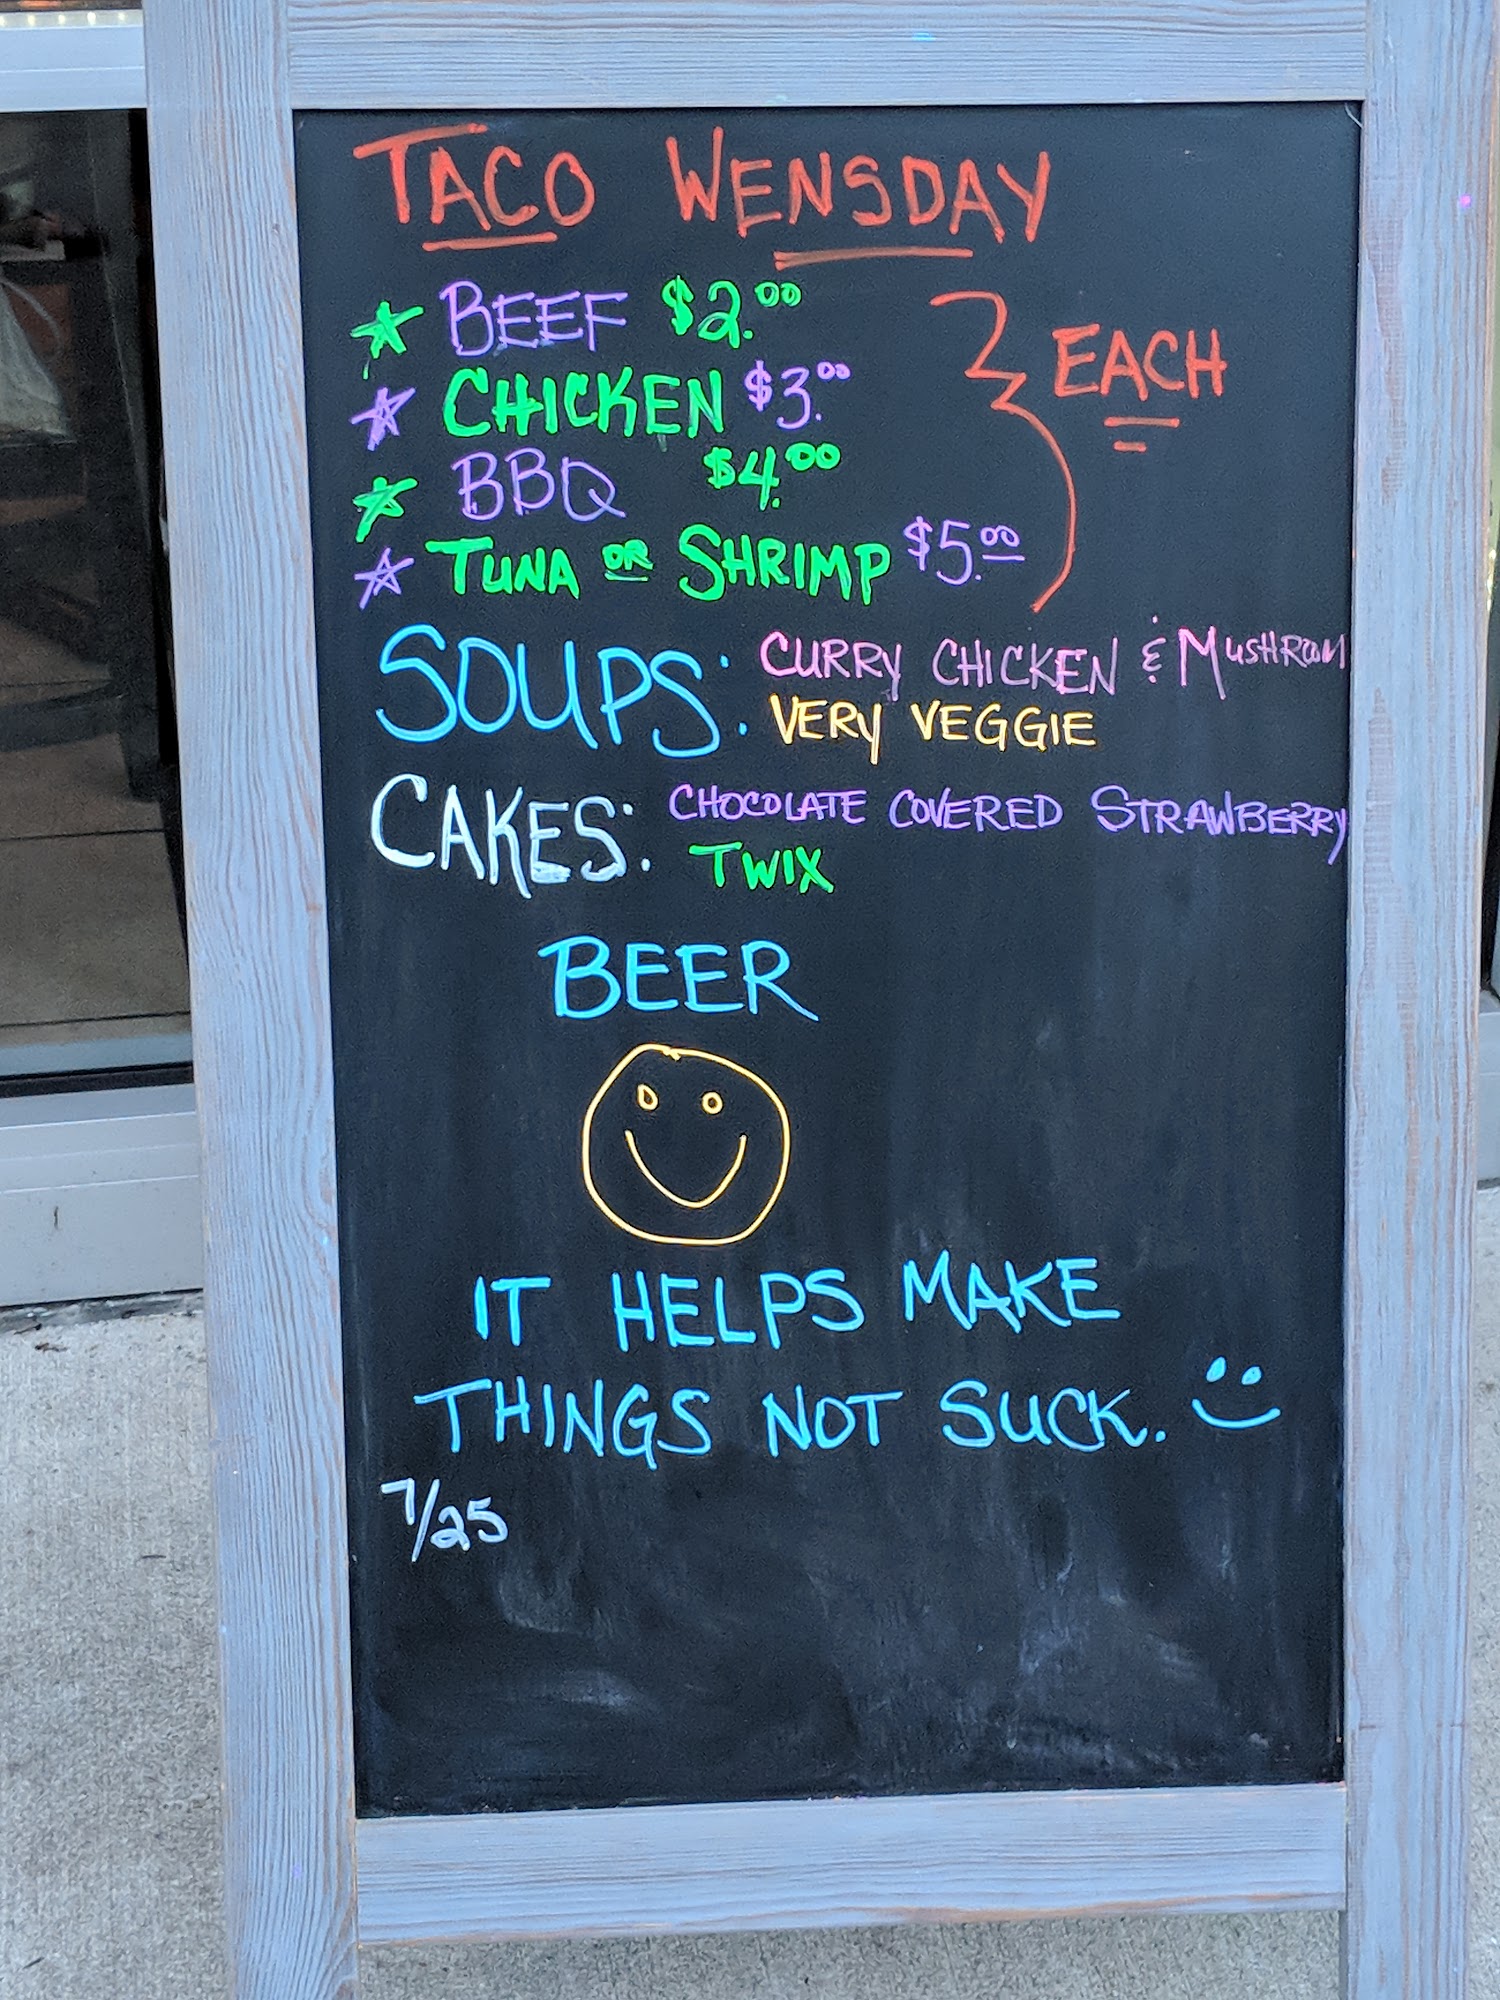 TACO WENSDAY
BEEF $2.00
CHICKEN $3.00
EACH
BBQ $4.00
TUNA OR SHRIMP $5.00
SOUPS: CURRY CHICKEN & MUSHROOM
VERY VEGGIE
CAKES: CHOCOLATE COVERED STRAWBERRY
TWIX
BEER
IT HELPS MAKE
THINGS NOT SUCK.
7/25